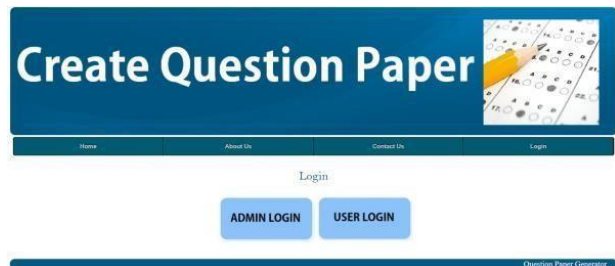 Create Question Paper
Home About Us Contact Us Login
Login
ADMIN LOGIN USER LOGIN
Question Paper Generator